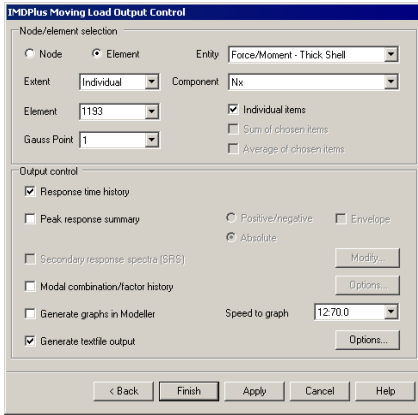 IMDPlus Moving Load Output Control
Node/element selection
Node Element Entity Force/Moment - Thick Shell
Extent Individual Component Nx
Element 1193 Individual items
Sum of chosen items
Gauss Point 1
Average of chosen items
Output control
Response time history
Peak response summary Positive/negative Envelope
Absolute
Secondary response spectra (SRS) Modify...
Modal combination/factor history Options...
Generate graphs in Modeller Speed to graph 12:70.0
Generate textfile output Options...
< Back Finish Apply Cancel Help